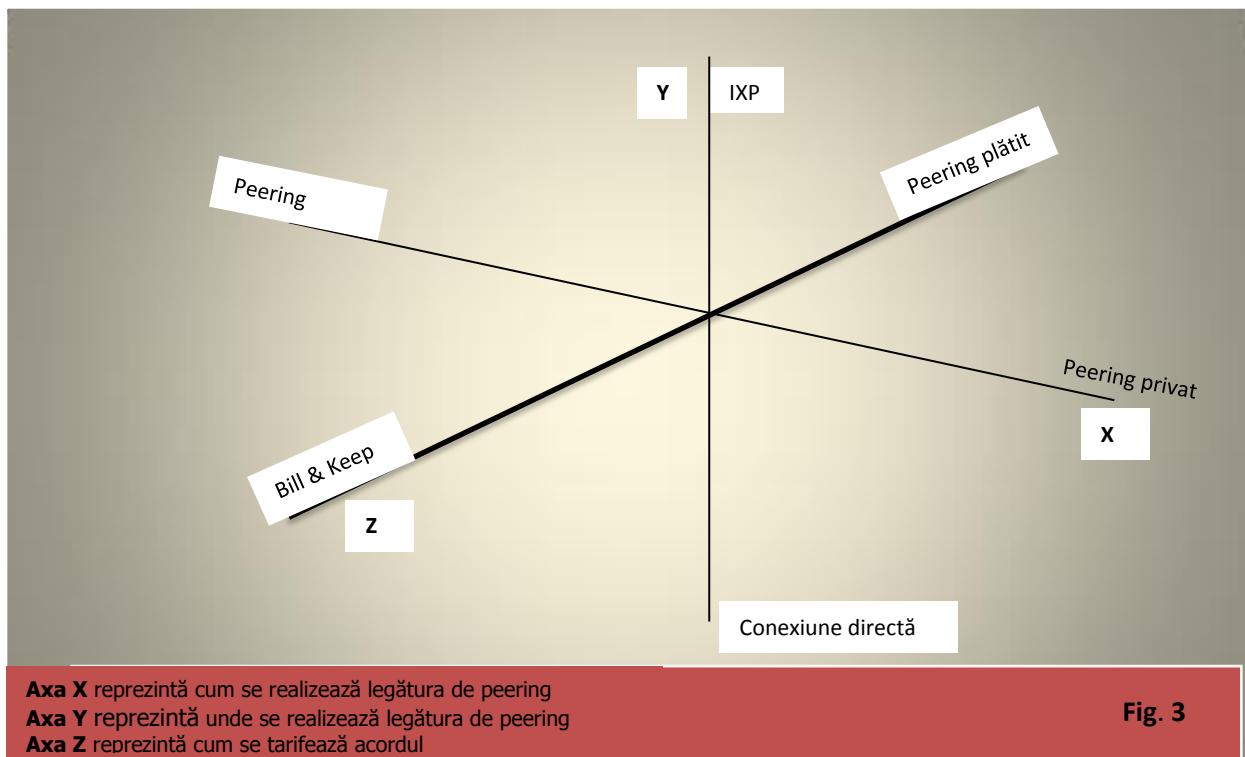 Y
IXP
Peering plătit
Peering
Peering privat
X
Bill & Keep
Z
Conexiune directă
Axa X reprezintă cum se realizează legătura de peering
Axa Y reprezintă unde se realizează legătura de peering
Axa Z reprezintă cum se tarifează acordul
Fig. 3